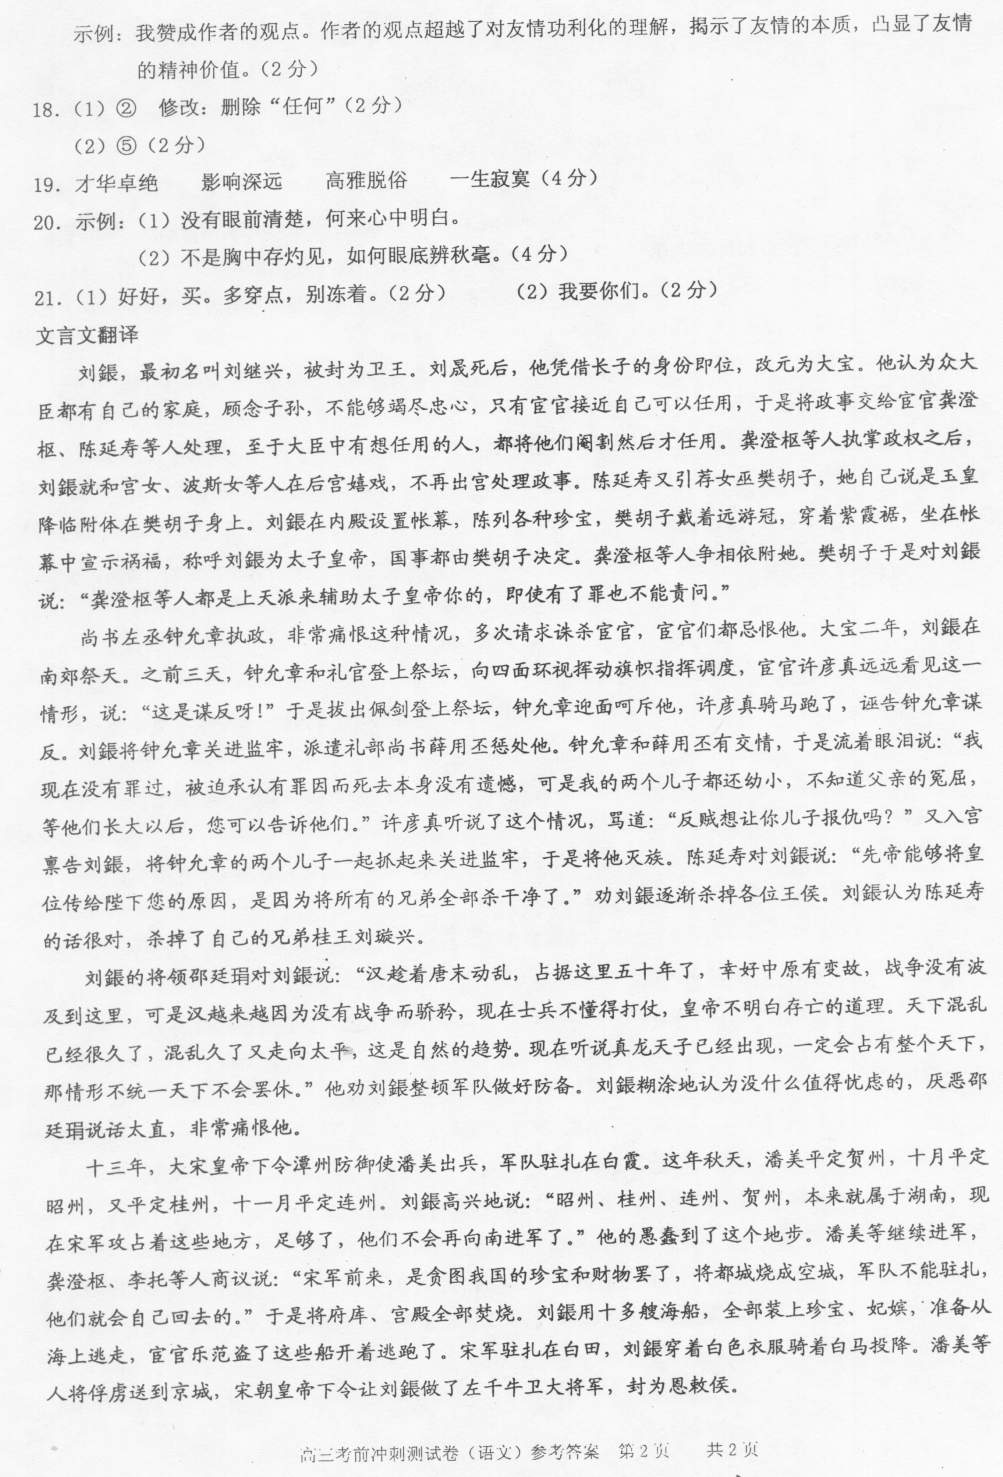 示例：我赞成作者的观点。作者的观点超越了对友情功利化的理解，揭示了友情的本质，凸显了友情
的精神价值。（2 分）
18.（1）②　修改：删除“任何”（2 分）
（2）⑤（2 分）
19. 才华卓绝　　影响深远　　高雅脱俗　　一生寂寞（4 分）
20. 示例：（1）没有眼前清楚，何来心中明白。
（2）不是胸中存灼见，如何眼底辨秋毫。（4 分）
21.（1）好好，买。多穿点，别冻着。（2 分）　　（2）我要你们。（2 分）
文言文翻译
刘鋹，最初名叫刘继兴，被封为卫王。刘晟死后，他凭借长子的身份即位，改元为大宝。他认为众大
臣都有自己的家庭，顾念子孙，不能够竭尽忠心，只有宦官接近自己可以任用，于是将政事交给宦官龚澄
枢、陈延寿等人处理，至于大臣中有想任用的人，都将他们阉割然后才任用。龚澄枢等人执掌政权之后，
刘鋹就和宫女、波斯女等人在后宫嬉戏，不再出宫处理政事。陈延寿又引荐女巫樊胡子，她自己说是玉皇
降临附体在樊胡子身上。刘鋹在内殿设置帐幕，陈列各种珍宝，樊胡子戴着远游冠，穿着紫霞裾，坐在帐
幕中宣示祸福，称呼刘鋹为太子皇帝，国事都由樊胡子决定。龚澄枢等人争相依附她。樊胡子于是对刘鋹
说：“龚澄枢等人都是上天派来辅助太子皇帝你的，即使有了罪也不能责问。”
尚书左丞钟允章执政，非常痛恨这种情况，多次请求诛杀宦官，宦官们都忌恨他。大宝二年，刘鋹在
南郊祭天。之前三天，钟允章和礼官登上祭坛，向四面环视挥动旗帜指挥调度，宦官许彦真远远看见这一
情形，说：“这是谋反呀!”于是拔出佩剑登上祭坛，钟允章迎面呵斥他，许彦真骑马跑了，诬告钟允章谋
反。刘鋹将钟允章关进监牢，派遣礼部尚书薛用丕惩处他。钟允章和薛用丕有交情，于是流着眼泪说：“我
现在没有罪过，被迫承认有罪因而死去本身没有遗憾，可是我的两个儿子都还幼小，不知道父亲的冤屈，
等他们长大以后，您可以告诉他们。”许彦真听说了这个情况，骂道：“反贼想让你儿子报仇吗？”又入宫
禀告刘鋹，将钟允章的两个儿子一起抓起来关进监牢，于是将他灭族。陈延寿对刘鋹说：“先帝能够将皇
位传给陛下您的原因，是因为将所有的兄弟全部杀干净了。”劝刘鋹逐渐杀掉各位王侯。刘鋹认为陈延寿
的话很对，杀掉了自己的兄弟桂王刘璇兴。
刘鋹的将领邵廷琄对刘鋹说：“汉趁着唐末动乱，占据这里五十年了，幸好中原有变故，战争没有波
及到这里，可是汉越来越因为没有战争而骄矜，现在士兵不懂得打仗，皇帝不明白存亡的道理。天下混乱
已经很久了，混乱久了又走向太平，这是自然的趋势。现在听说真龙天子已经出现，一定会占有整个天下，
那情形不统一天下不会罢休。”他劝刘鋹整顿军队做好防备。刘鋹糊涂地认为没什么值得忧虑的，厌恶邵
廷琄说话太直，非常痛恨他。
十三年，大宋皇帝下令潭州防御使潘美出兵，军队驻扎在白霞。这年秋天，潘美平定贺州，十月平定
昭州，又平定桂州，十一月平定连州。刘鋹高兴地说：“昭州、桂州、连州、贺州，本来就属于湖南，现
在宋军攻占着这些地方，足够了，他们不会再向南进军了。”他的愚蠢到了这个地步。潘美等继续进军，
龚澄枢、李托等人商议说：“宋军前来，是贪图我国的珍宝和财物罢了，将都城烧成空城，军队不能驻扎，
他们就会自己回去的。”于是将府库、宫殿全部焚烧。刘鋹用十多艘海船，全部装上珍宝、妃嫔，准备从
海上逃走，宦官乐范盗了这些船开着逃跑了。宋军驻扎在白田，刘鋹穿着白色衣服骑着白马投降。潘美等
人将俘虏送到京城，宋朝皇帝下令让刘鋹做了左千牛卫大将军，封为恩敕侯。
高三考前冲刺测试卷（语文）参考答案　第 2 页　　共 2 页